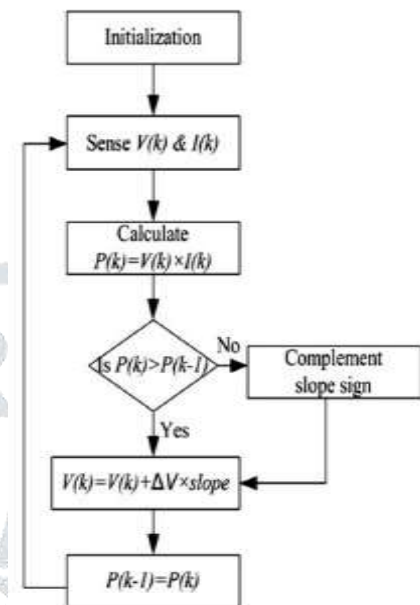 Initialization
Sense V(k) & I(k)
Calculate
P(k)=V(k)×I(k)
Is P(k)>P(k-1)
No
Complement
slope sign
Yes
V(k)=V(k)+ΔV×slope
P(k-1)=P(k)